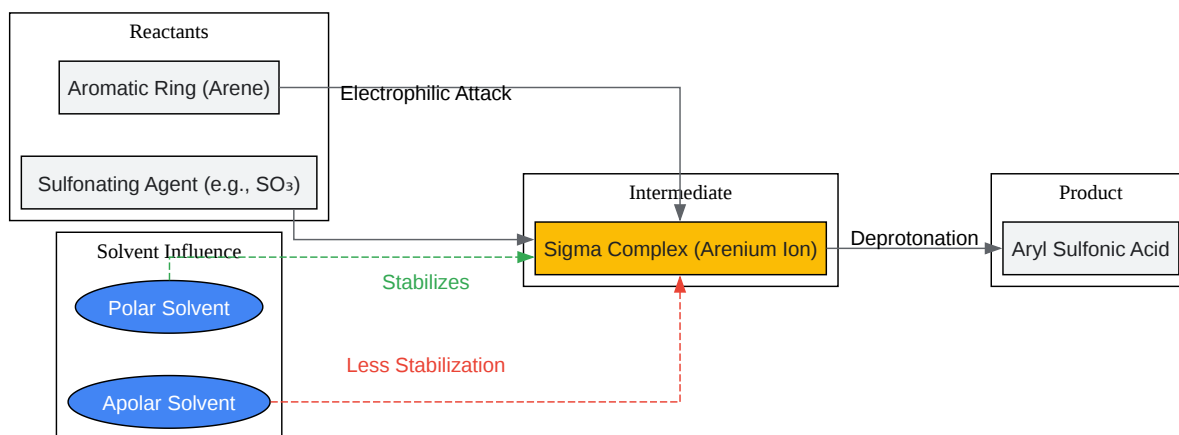 Reactants
Aromatic Ring (Arene)
Electrophilic Attack
Sulfonating Agent (e.g., SO₃)
Intermediate
Sigma Complex (Arenium Ion)
Deprotonation
Product
Aryl Sulfonic Acid
Solvent Influence
Polar Solvent
Stabilizes
Apolar Solvent
Less Stabilization